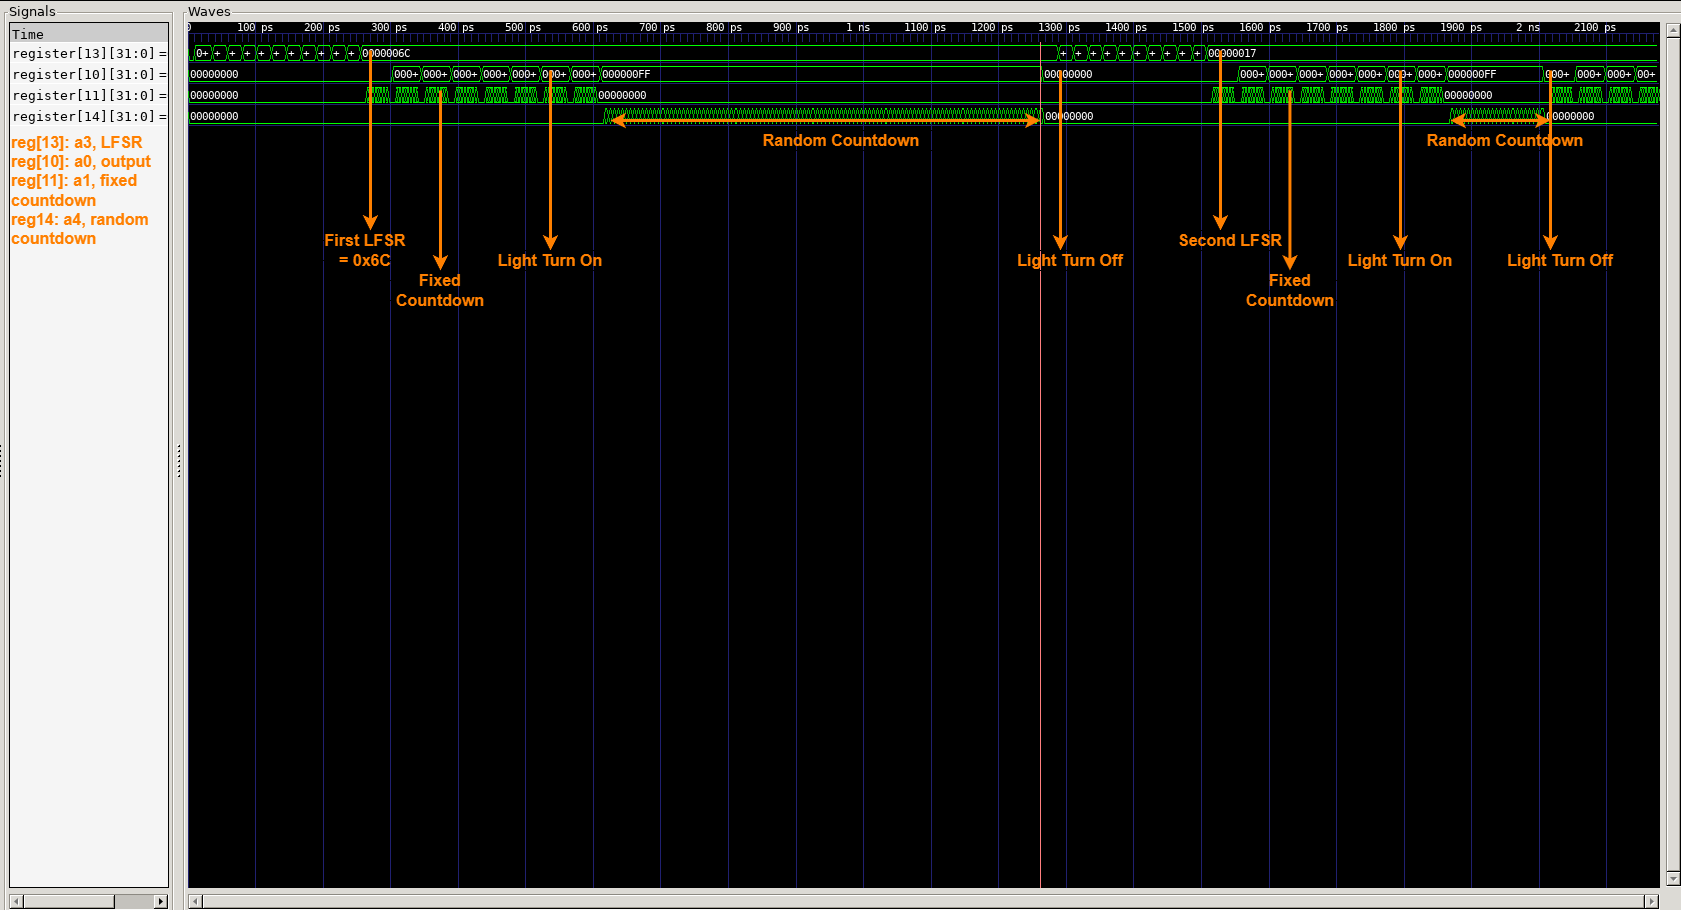 Signals
Waves
Time
0 100 ps 200 ps 300 ps 400 ps 500 ps 600 ps 700 ps 800 ps 900 ps 1 ns 1100 ps 1200 ps 1300 ps 1400 ps 1500 ps 1600 ps 1700 ps 1800 ps 1900 ps 2 ns 2100 ps
register[13][31:0] = 0+ + + + + + + + + + + 0000006C + + + + + + + + + + 00000017
register[10][31:0] = 00000000 000+ 000+ 000+ 000+ 000+ 000+ 000+ 000000FF 00000000 000+ 000+ 000+ 000+ 000+ 000+ 000+ 000000FF 000+ 000+ 000+ 00+
register[11][31:0] = 00000000 00000000 00000000
register[14][31:0] = 00000000 00000000 00000000
reg[13]: a3, LFSR
reg[10]: a0, output
reg[11]: a1, fixed
countdown
reg14: a4, random
countdown
Random Countdown
Random Countdown
First LFSR
= 0x6C
Fixed
Countdown
Light Turn On
Light Turn Off
Second LFSR
Fixed
Countdown
Light Turn On
Light Turn Off